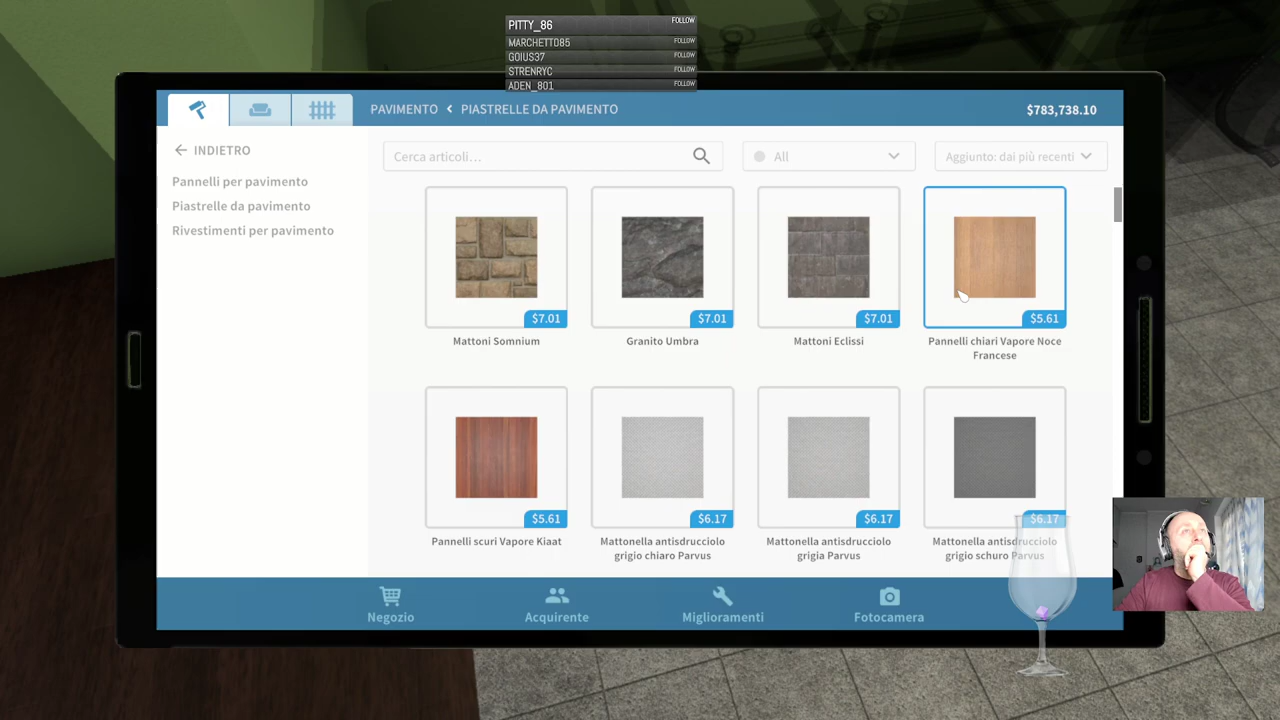 PITTY_86 FOLLOW
MARCHETTO85 FOLLOW
GOIUS37 FOLLOW
STRENRYC FOLLOW
ADEN_801 FOLLOW
PAVIMENTO < PIASTRELLE DA PAVIMENTO
$783,738.10
INDIETRO
Pannelli per pavimento
Piastrelle da pavimento
Rivestimenti per pavimento
Cerca articoli...
All
Aggiunto: dai più recenti
$7.01
$7.01
$7.01
$5.61
Mattoni Somnium
Granito Umbra
Mattoni Eclissi
Pannelli chiari Vapore Noce
Francese
$5.61
$6.17
$6.17
$6.17
Pannelli scuri Vapore Kiaat
Mattonella antisdrucciolo
grigio chiaro Parvus
Mattonella antisdrucciolo
grigia Parvus
Mattonella antisdrucciolo
grigio schuro Parvus
Negozio
Acquirente
Miglioramenti
Fotocamera